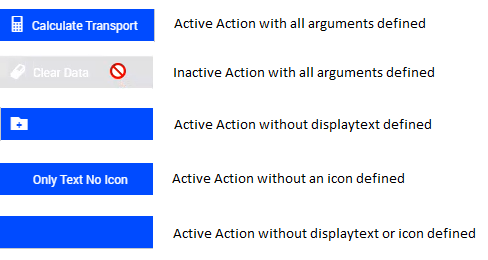 Calculate Transport Active Action with all arguments defined
Clear Data Inactive Action with all arguments defined
Active Action without displaytext defined
Only Text No Icon Active Action without an icon defined
Active Action without displaytext or icon defined